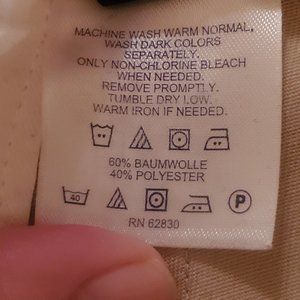 MACHINE WASH WARM NORMAL,
WASH DARK COLORS
SEPARATELY.
ONLY NON-CHLORINE BLEACH
WHEN NEEDED.
REMOVE PROMPTLY.
TUMBLE DRY LOW.
WARM IRON IF NEEDED.
60% BAUMWOLLE
40% POLYESTER
40 P
RN 62830